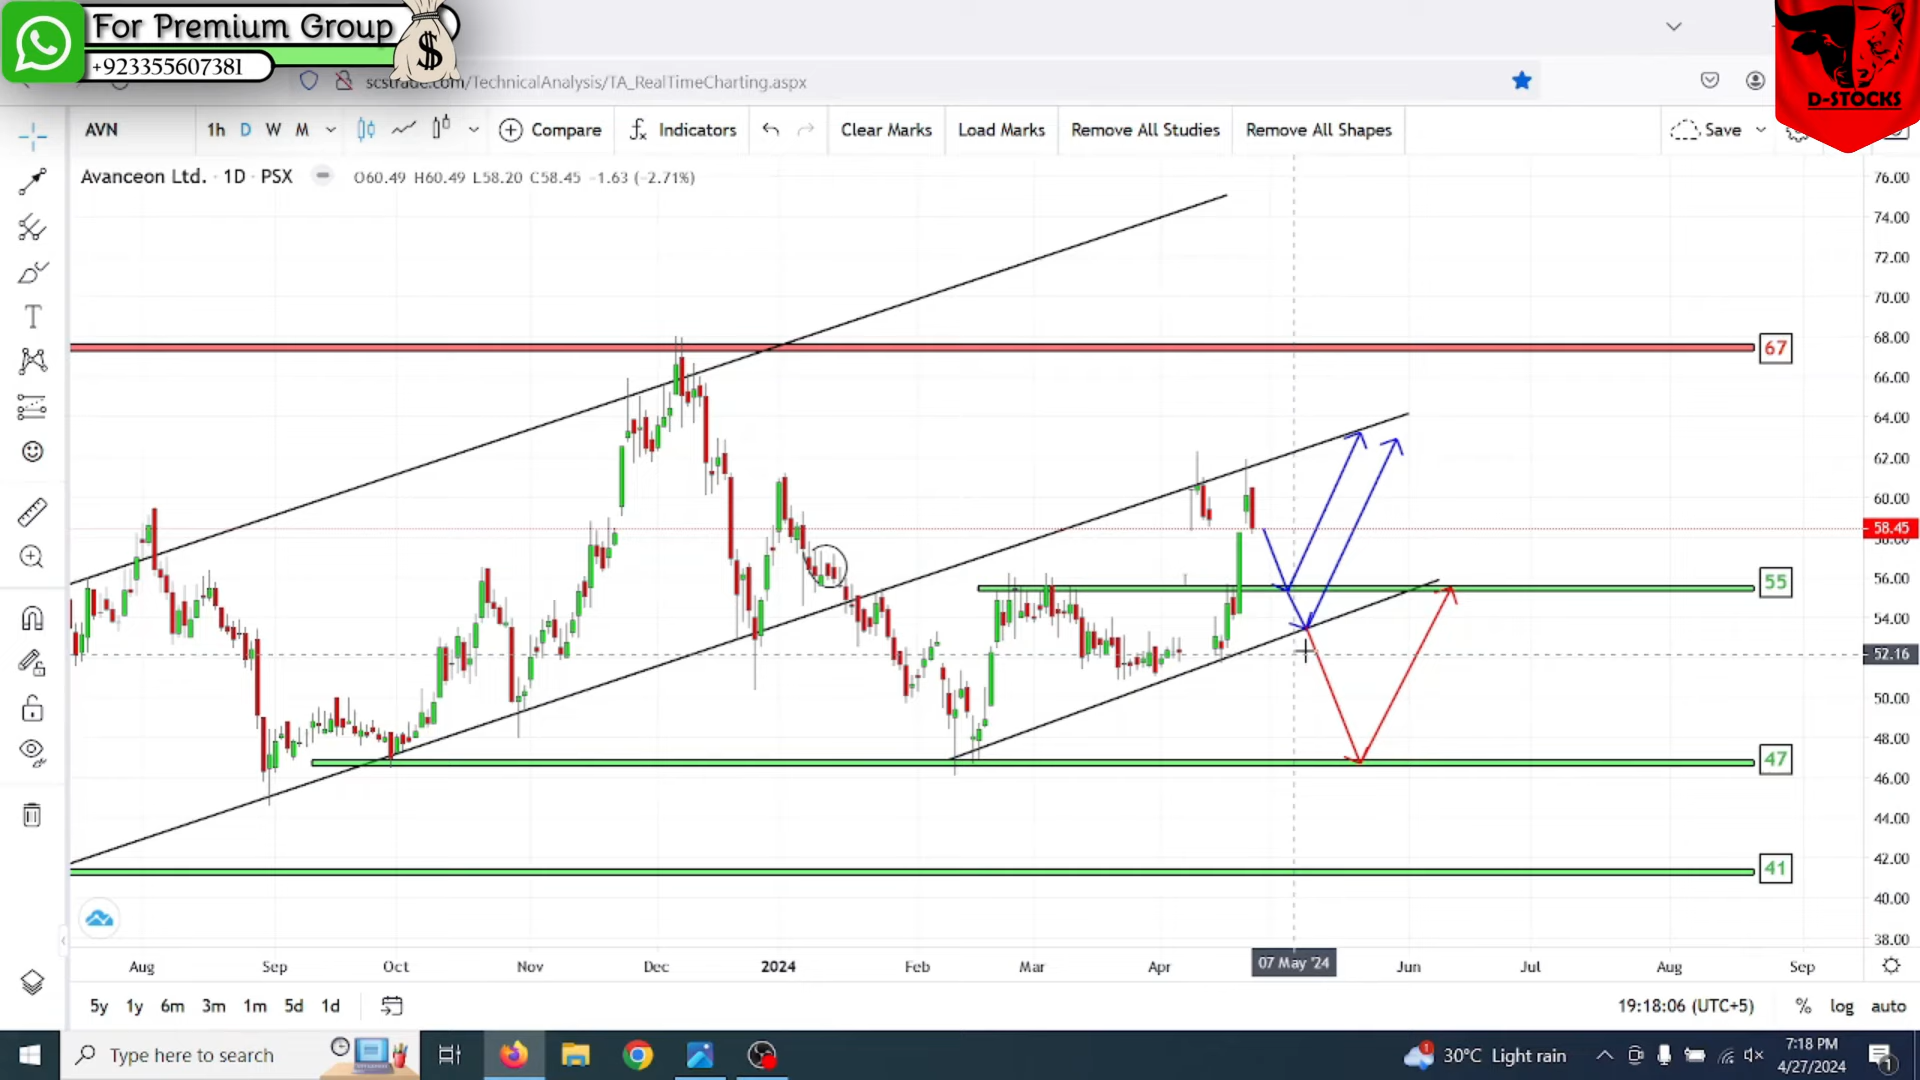 For Premium Group
+923355607381
$
D-STOCKS
scstrade.com/TechnicalAnalysis/TA_RealTimeCharting.aspx
AVN
1h D W M
Compare
Indicators
Clear Marks
Load Marks
Remove All Studies
Remove All Shapes
Save
Avanceon Ltd. · 1D · PSX
O60.49 H60.49 L58.20 C58.45 −1.63 (−2.71%)
76.00
74.00
72.00
70.00
68.00
67
66.00
64.00
62.00
60.00
58.45
58.00
56.00
55
54.00
52.16
50.00
48.00
47
46.00
44.00
42.00
41
40.00
38.00
Aug Sep Oct Nov Dec 2024 Feb Mar Apr 07 May '24 Jun Jul Aug Sep
5y 1y 6m 3m 1m 5d 1d
19:18:06 (UTC+5) % log auto
Type here to search
1
30°C Light rain
7:18 PM
4/27/2024
1